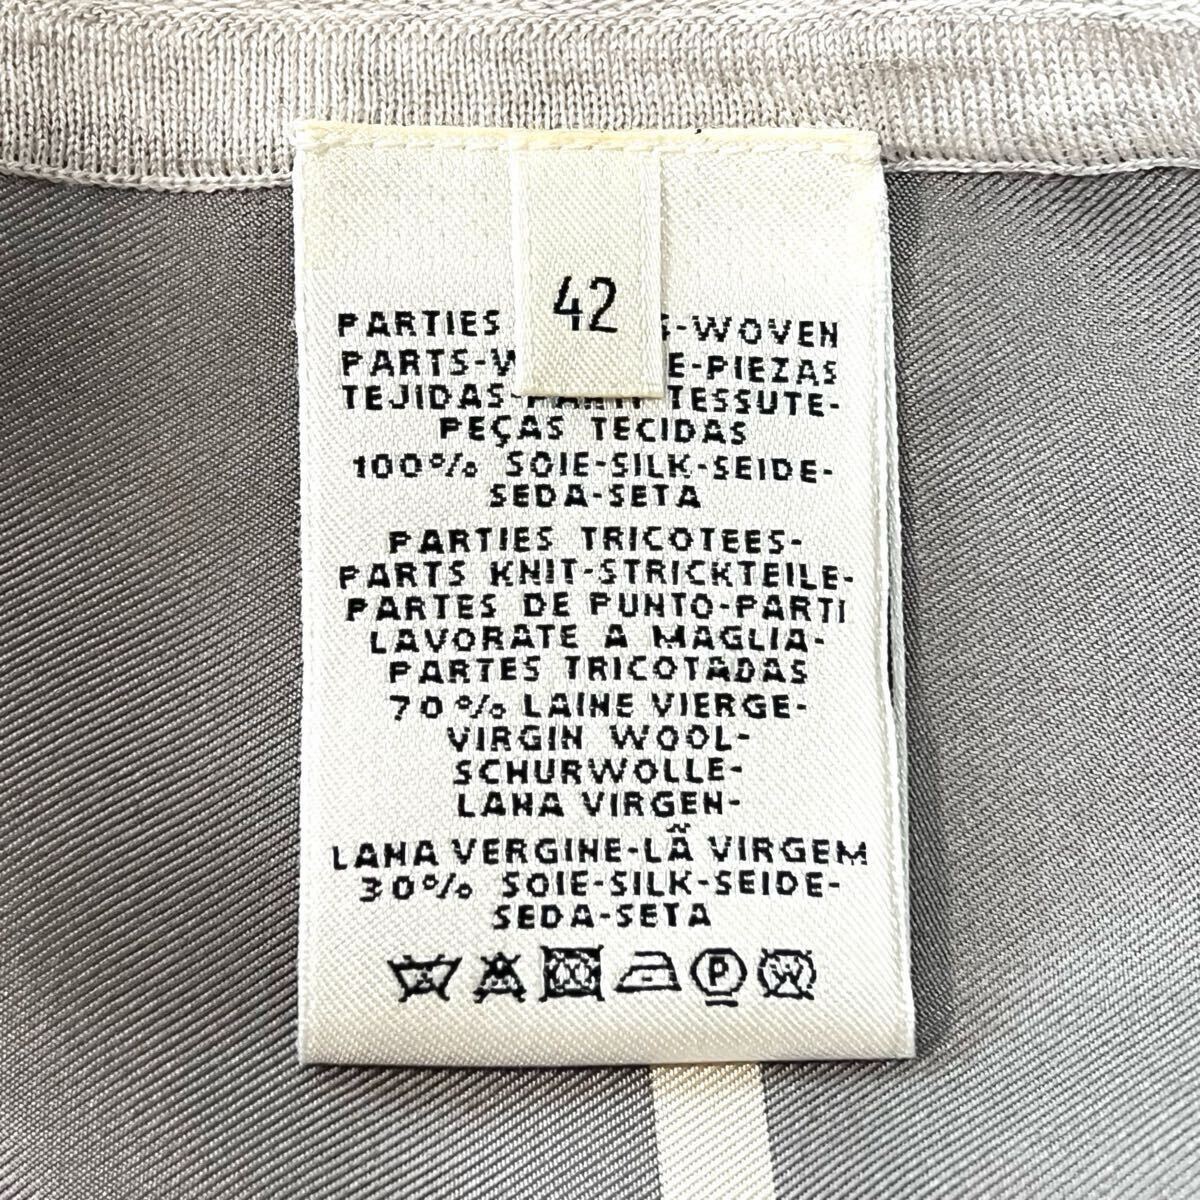 42
PARTIES S-WOVEN
PARTS-W E-PIEZAS
TEJIDAS PARTI TESSUTE-
PEÇAS TECIDAS
100% SOIE-SILK-SEIDE-
SEDA-SETA
PARTIES TRICOTEES-
PARTS KNIT-STRICKTEILE-
PARTES DE PUNTO-PARTI
LAVORATE A MAGLIA-
PARTES TRICOTADAS
70% LAINE VIERGE-
VIRGIN WOOL-
SCHURWOLLE-
LANA VIRGEN-
LANA VERGINE-LÃ VIRGEM
30% SOIE-SILK-SEIDE-
SEDA-SETA
P W